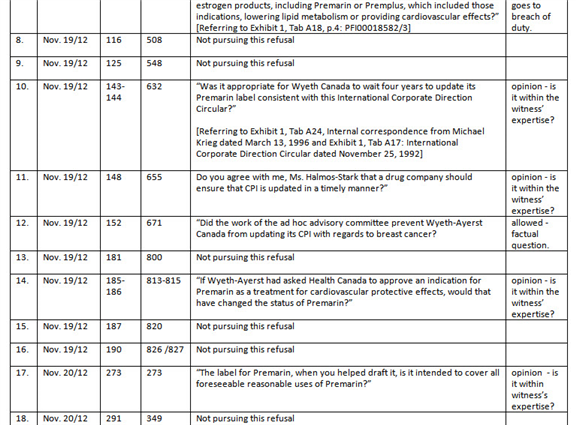 estrogen products, including Premarin or Premplus, which included those goes to
indications, lowering lipid metabolism or providing cardiovascular effects?" breach of
[Referring to Exhibit 1, Tab A18, p.4: PFI00018582/3] duty.
8. Nov. 19/12 116 508 Not pursuing this refusal
9. Nov. 19/12 125 548 Not pursuing this refusal
10. Nov. 19/12 143- 632 "Was it appropriate for Wyeth Canada to wait four years to update its opinion - is
144 Premarin label consistent with this International Corporate Direction it within the
Circular?" witness'
expertise?
[Referring to Exhibit 1, Tab A24, Internal correspondence from Michael
Krieg dated March 13, 1996 and Exhibit 1, Tab A17: International
Corporate Direction Circular dated November 25, 1992]
11. Nov. 19/12 148 655 Do you agree with me, Ms. Halmos-Stark that a drug company should opinion - is
ensure that CPI is updated in a timely manner?" it within the
witness'
expertise?
12. Nov. 19/12 152 671 "Did the work of the ad hoc advisory committee prevent Wyeth-Ayerst allowed -
Canada from updating its CPI with regards to breast cancer? factual
question.
13. Nov. 19/12 181 800 Not pursuing this refusal
14. Nov. 19/12 185- 813-815 "If Wyeth-Ayerst had asked Health Canada to approve an indication for opinion - is
186 Premarin as a treatment for cardiovascular protective effects, would that it within the
have changed the status of Premarin?" witness'
expertise?
15. Nov. 19/12 187 820 Not pursuing this refusal
16. Nov. 19/12 190 826 /827 Not pursuing this refusal
17. Nov. 20/12 273 273 "The label for Premarin, when you helped draft it, is it intended to cover all opinion - is
foreseeable reasonable uses of Premarin?" it within
witness's
expertise?
18. Nov. 20/12 291 349 Not pursuing this refusal